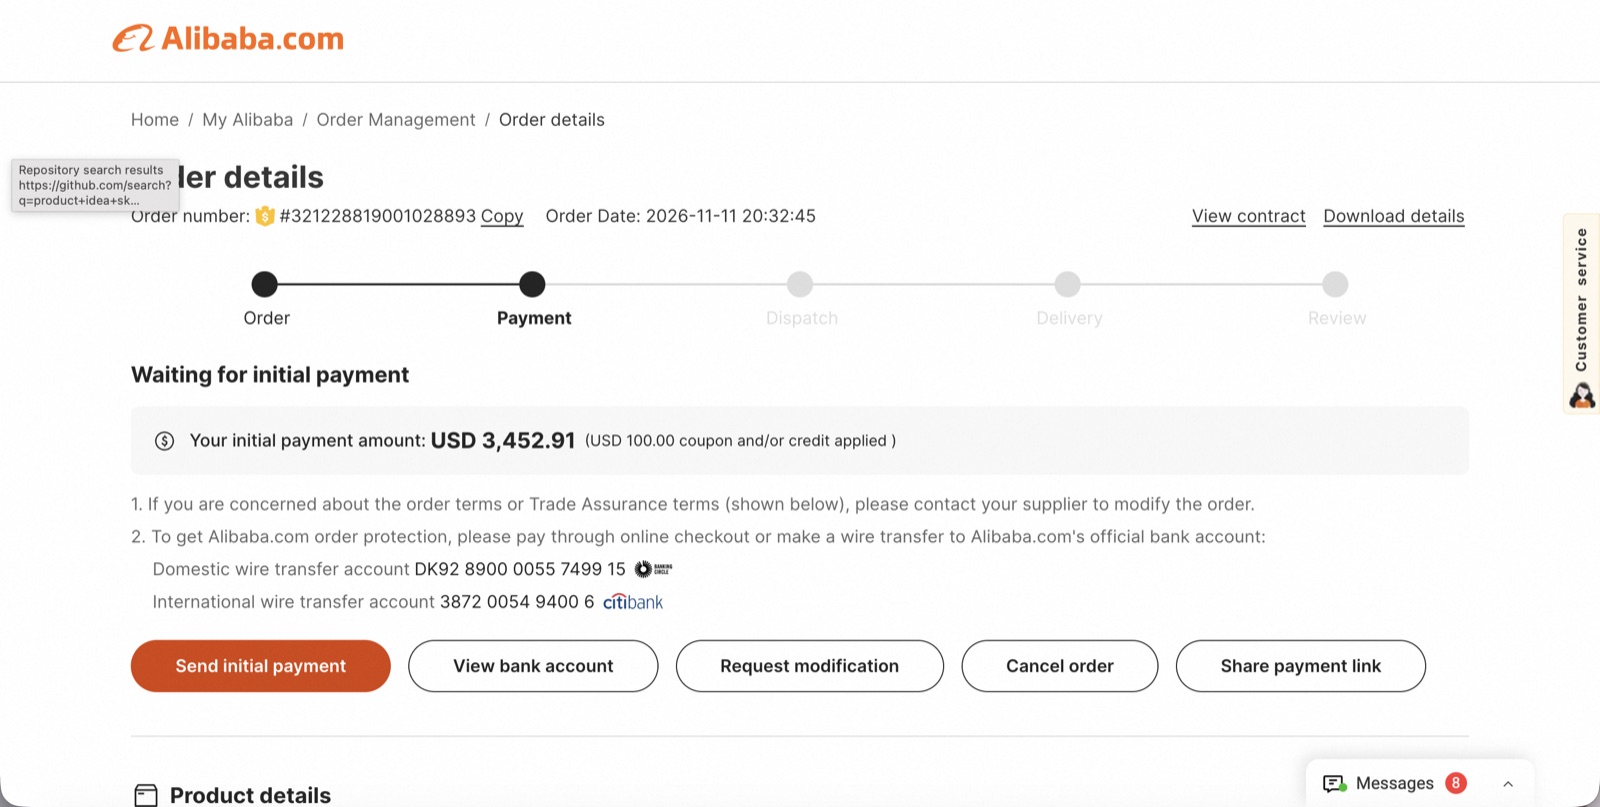 Alibaba.com
Home / My Alibaba / Order Management / Order details
Repository search results
https://github.com/search?
q=product+idea+sk...
der details
Order number: #321228819001028893 Copy Order Date: 2026-11-11 20:32:45
View contract Download details
Customer service
Order Payment Dispatch Delivery Review
Waiting for initial payment
Your initial payment amount: USD 3,452.91 (USD 100.00 coupon and/or credit applied )
1. If you are concerned about the order terms or Trade Assurance terms (shown below), please contact your supplier to modify the order.
2. To get Alibaba.com order protection, please pay through online checkout or make a wire transfer to Alibaba.com's official bank account:
Domestic wire transfer account DK92 8900 0055 7499 15 BANKING CIRCLE
International wire transfer account 3872 0054 9400 6 citibank
Send initial payment View bank account Request modification Cancel order Share payment link
Product details
Messages 8